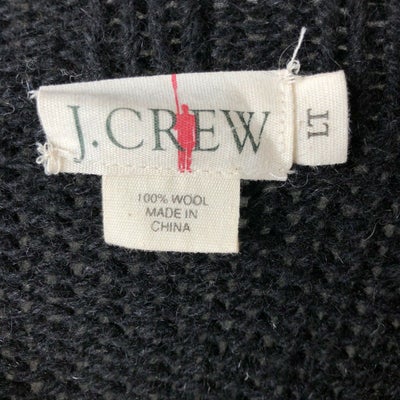 J.CREW
LT
100% WOOL
MADE IN
CHINA